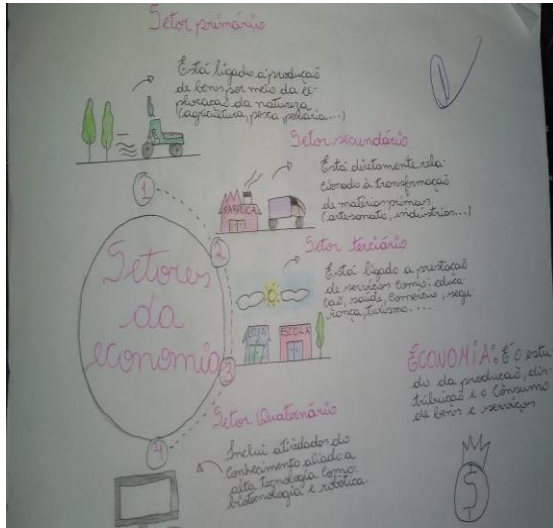 Setor primário
Está ligado a produção
de bens por meio da ex-
ploração da natureza
(agricultura, pesca, pecuária...)
Setor secundário
Está diretamente rela-
cionado à transformação
de matérias primas.
(artesanato, indústrias...)
FÁBRICA
Setor terciário
Está ligado a prestação
de serviços como: educa-
ção, saúde, comércio, segu
rança, turismo....
LOJA
ESCOLA
1
2
3
4
Setores
da
economia
Setor Quaternário
Inclui atividades do
conhecimento aliado a
alta tecnologia como:
biotecnologia e robótica.
ECONOMIA: É o estu
do da produção, dis-
tribuição e o consumo
de bens e serviços
$